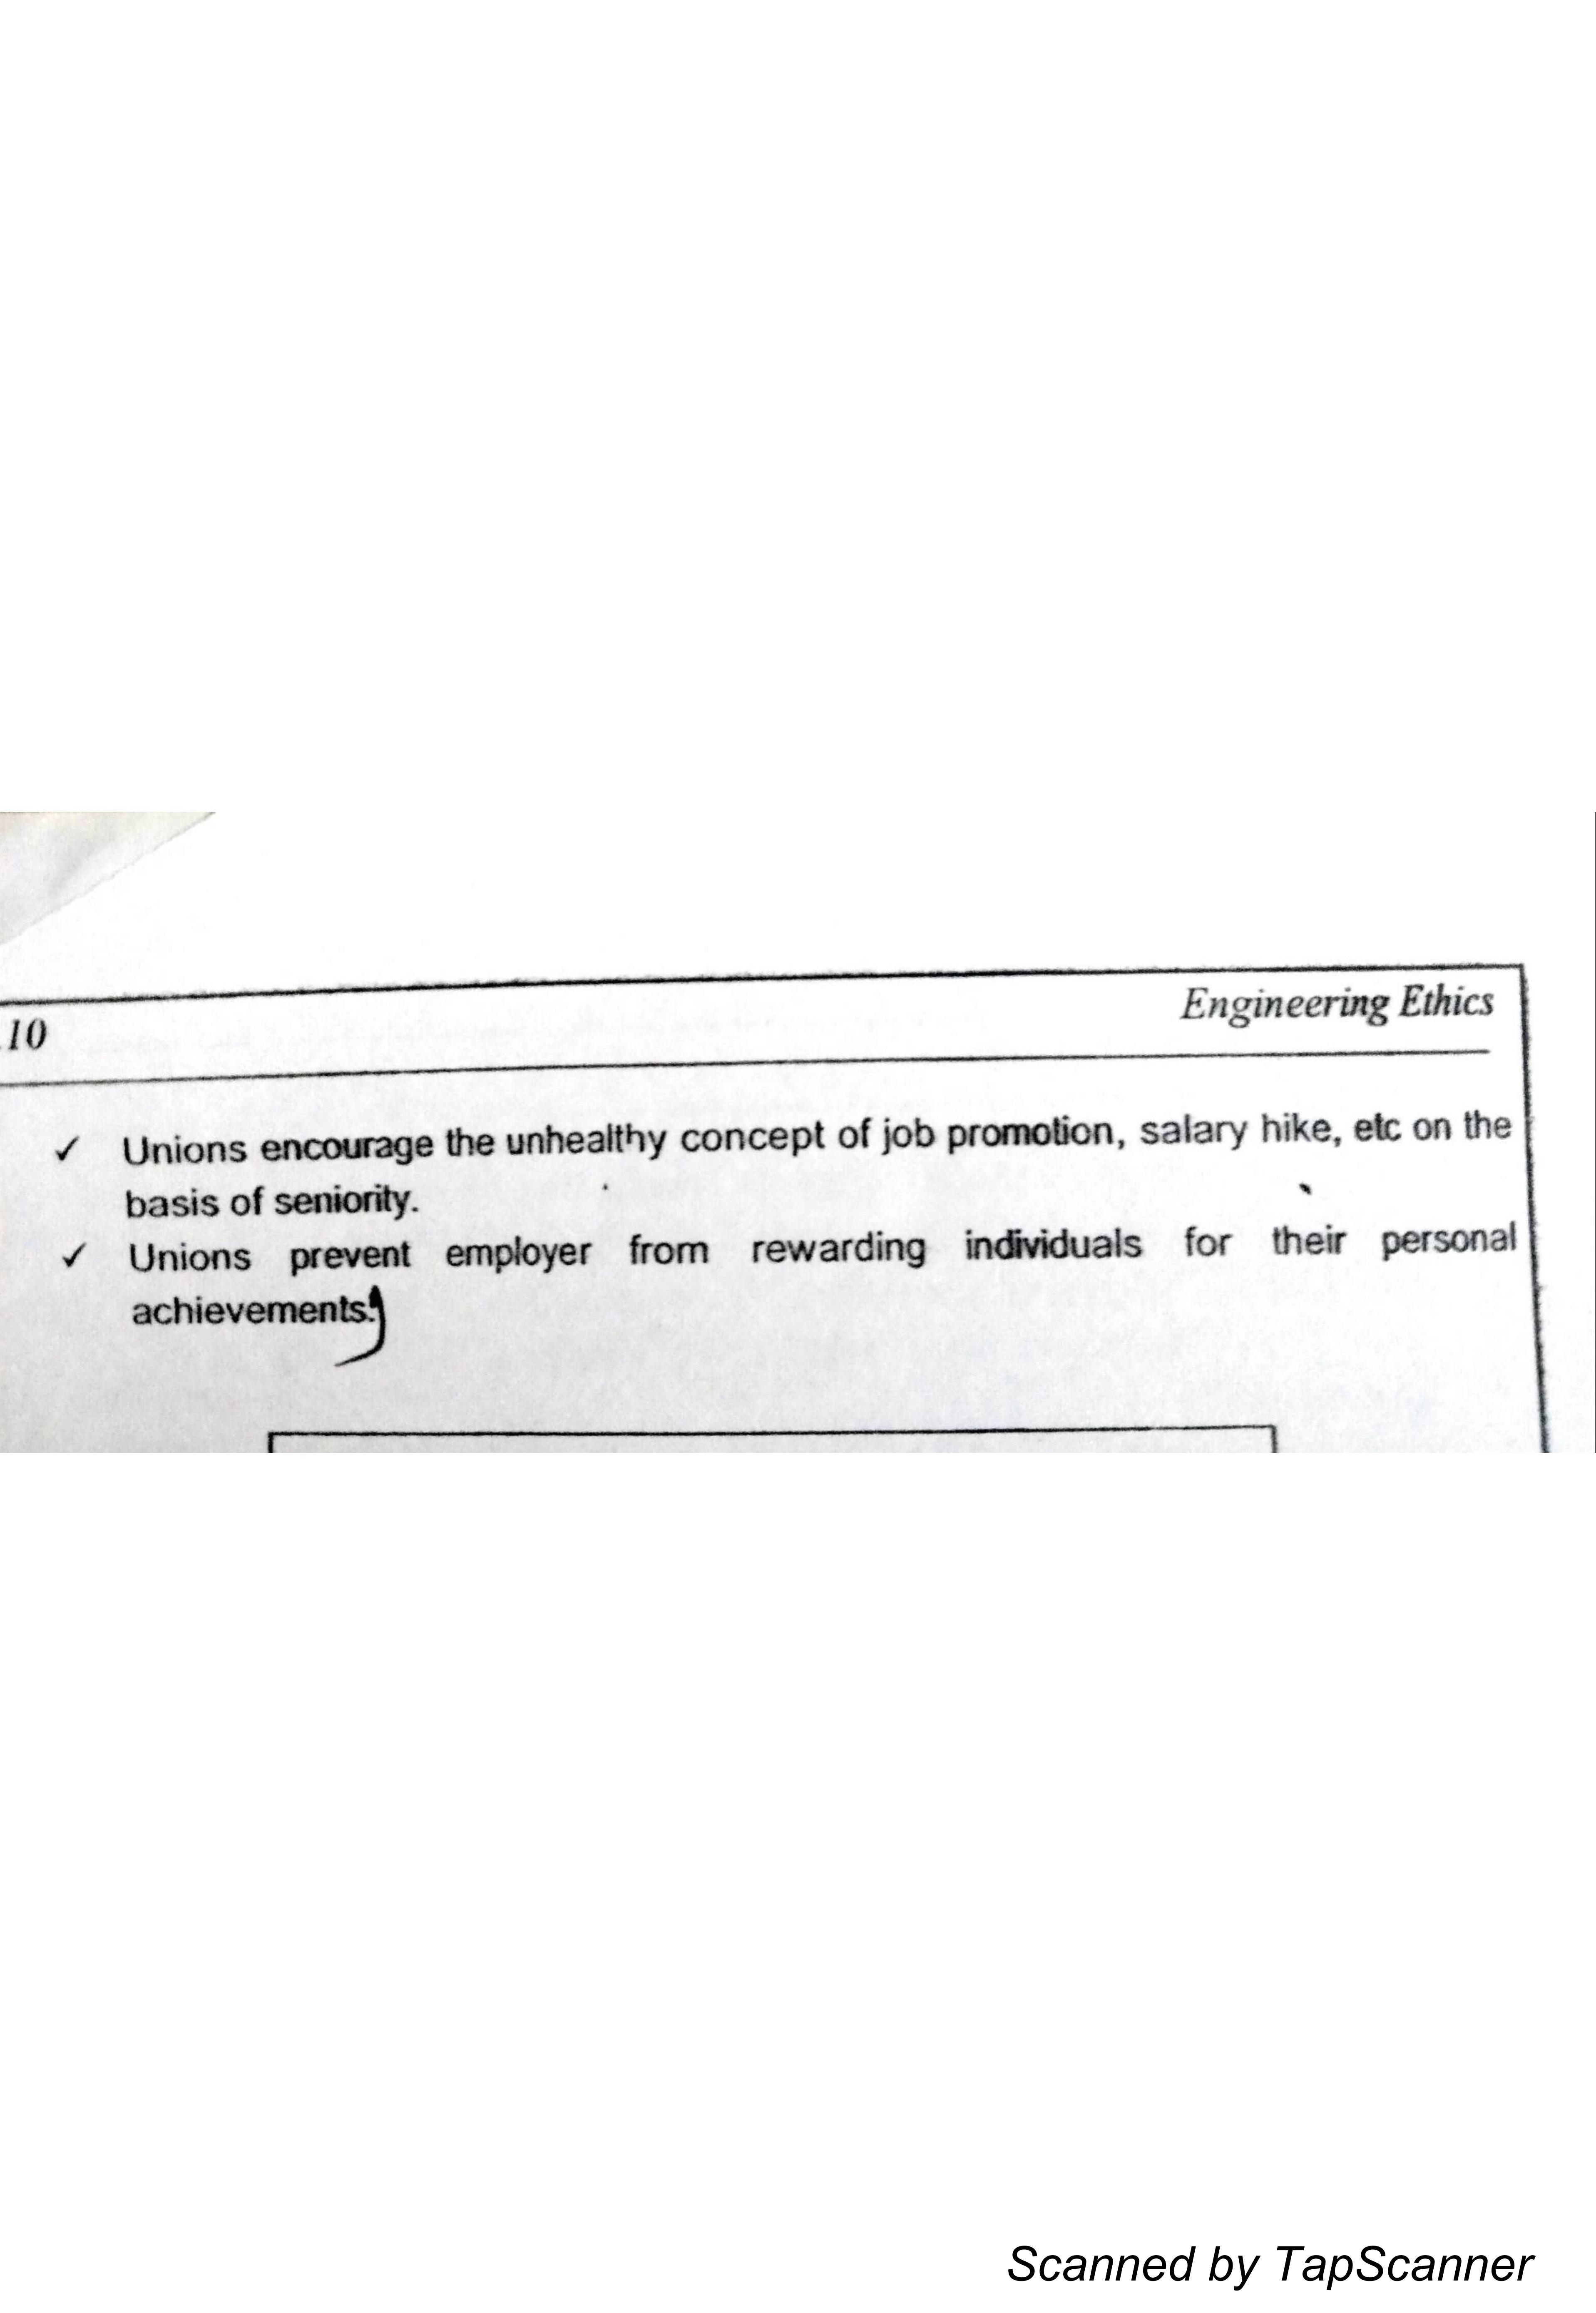 .10
Engineering Ethics
✓ Unions encourage the unhealthy concept of job promotion, salary hike, etc on the
basis of seniority.
✓ Unions prevent employer from rewarding individuals for their personal
achievements.
Scanned by TapScanner